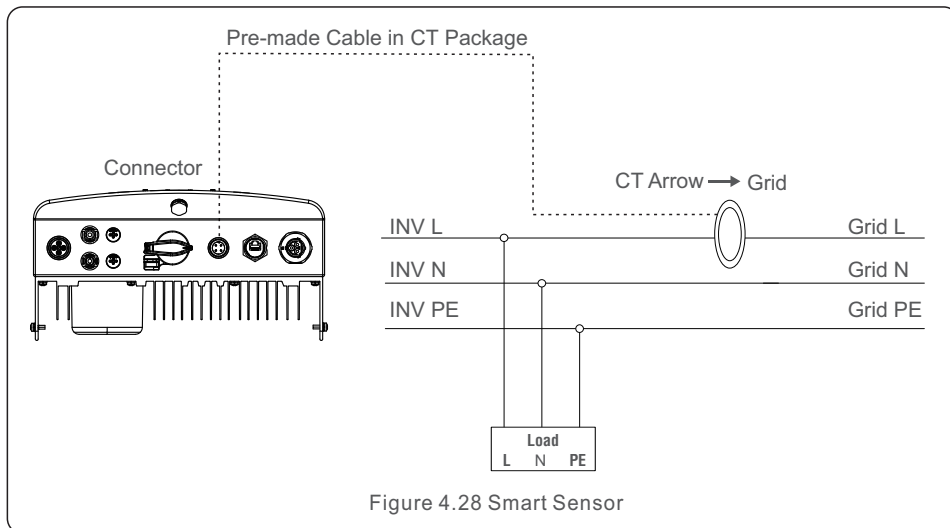 Pre-made Cable in CT Package
Connector
CT Arrow → Grid
INV L
Grid L
INV N
Grid N
INV PE
Grid PE
Load
L N PE
Figure 4.28 Smart Sensor